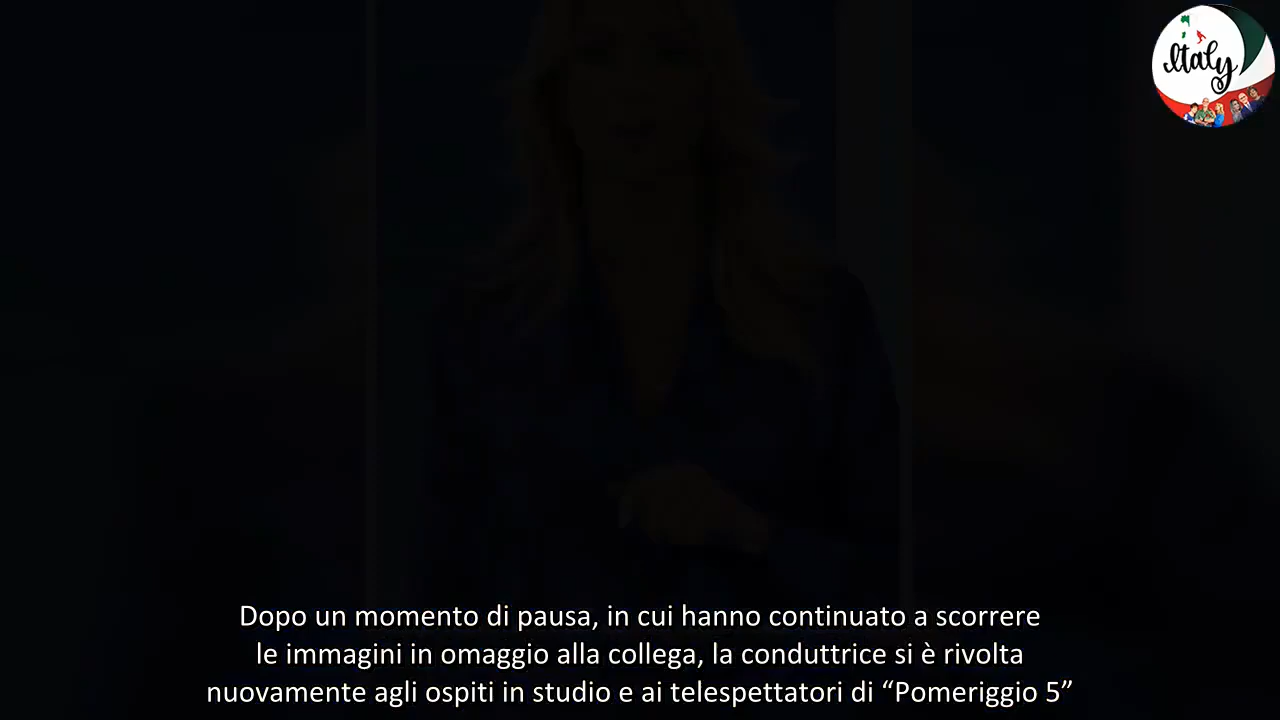 Italy
Dopo un momento di pausa, in cui hanno continuato a scorrere
le immagini in omaggio alla collega, la conduttrice si è rivolta
nuovamente agli ospiti in studio e ai telespettatori di “Pomeriggio 5”